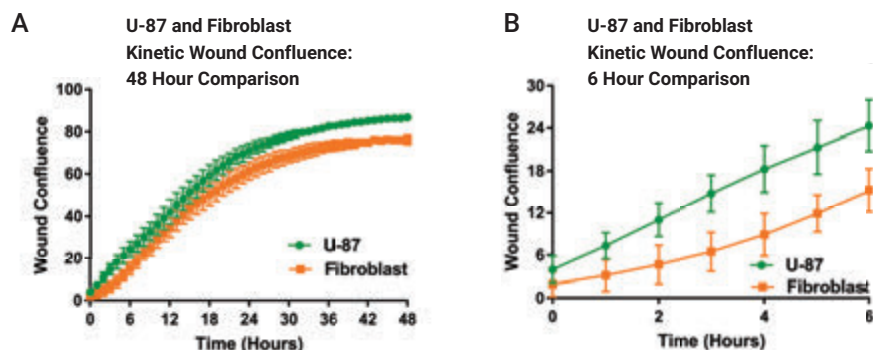 A
U-87 and Fibroblast
Kinetic Wound Confluence:
48 Hour Comparison
Wound Confluence
100
80
60
40
20
0
U-87
Fibroblast
0 6 12 18 24 30 36 42 48
Time (Hours)
B
U-87 and Fibroblast
Kinetic Wound Confluence:
6 Hour Comparison
Wound Confluence
30
24
18
12
6
0
U-87
Fibroblast
0 2 4 6
Time (Hours)